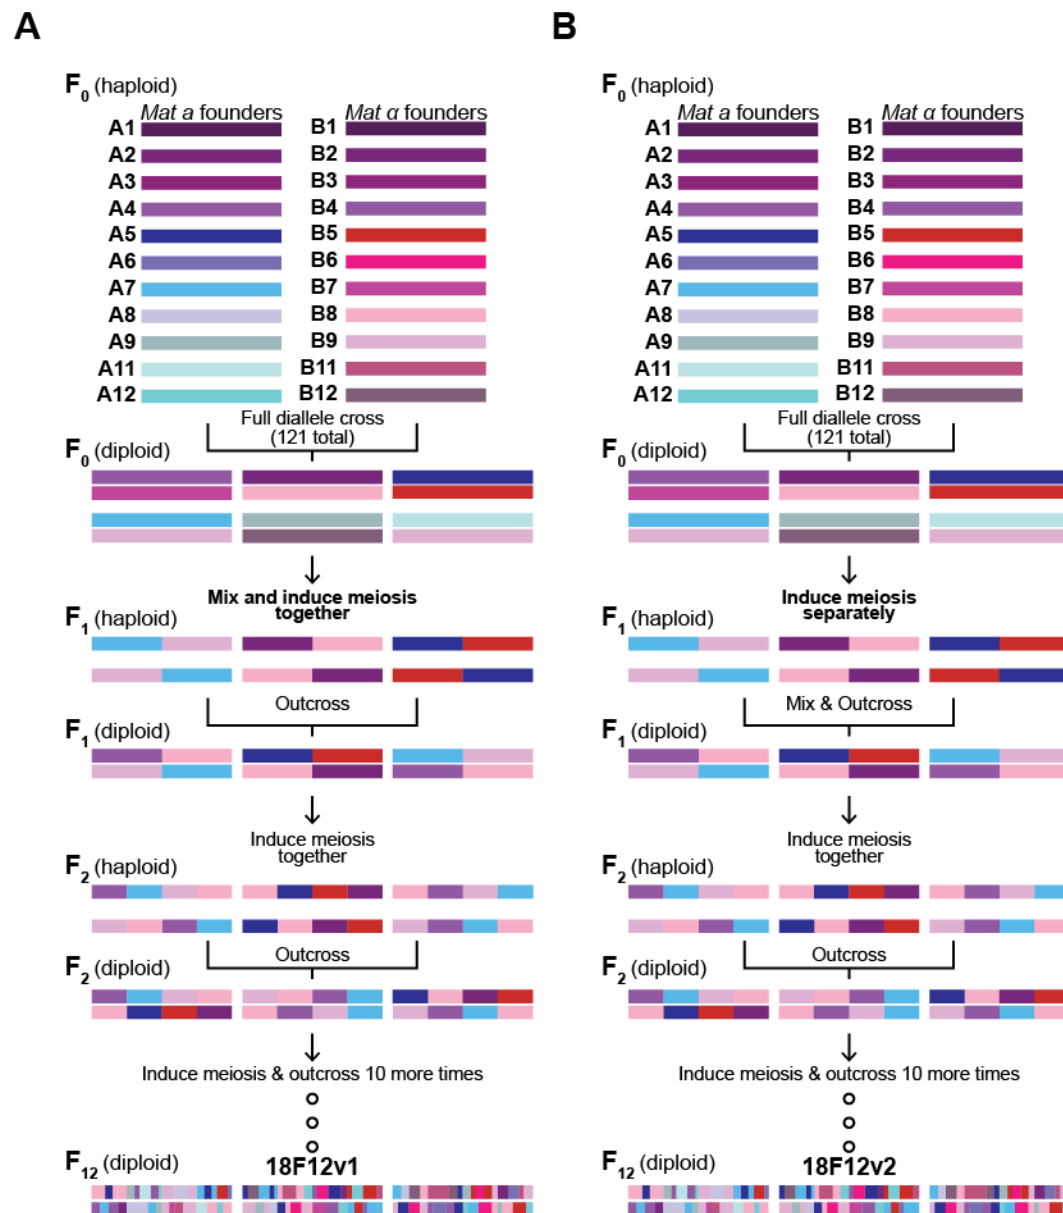 A
F0 (haploid)
Mat a founders Mat α founders
A1 B1
A2 B2
A3 B3
A4 B4
A5 B5
A6 B6
A7 B7
A8 B8
A9 B9
A11 B11
A12 B12
Full diallele cross
(121 total)
F0 (diploid)
Mix and induce meiosis
together
F1 (haploid)
Outcross
F1 (diploid)
Induce meiosis
together
F2 (haploid)
Outcross
F2 (diploid)
Induce meiosis & outcross 10 more times
F12 (diploid) 18F12v1
B
F0 (haploid)
Mat a founders Mat α founders
A1 B1
A2 B2
A3 B3
A4 B4
A5 B5
A6 B6
A7 B7
A8 B8
A9 B9
A11 B11
A12 B12
Full diallele cross
(121 total)
F0 (diploid)
Induce meiosis
separately
F1 (haploid)
Mix & Outcross
F1 (diploid)
Induce meiosis
together
F2 (haploid)
Outcross
F2 (diploid)
Induce meiosis & outcross 10 more times
F12 (diploid) 18F12v2